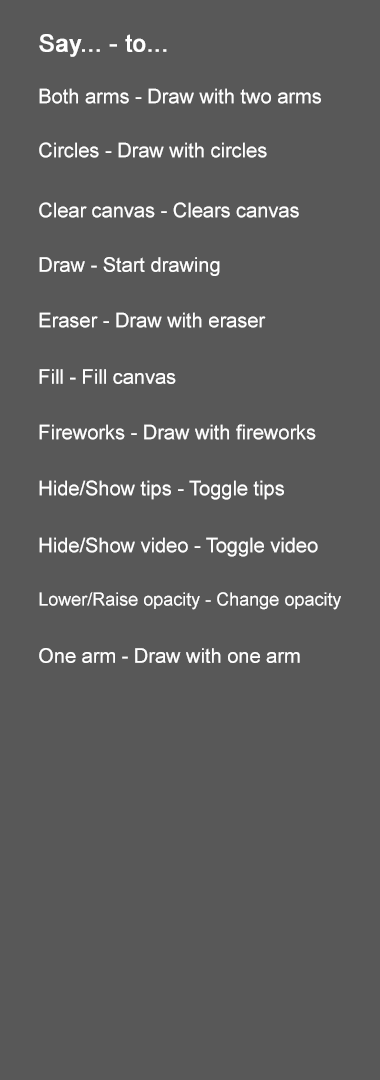 Say... - to...
Both arms - Draw with two arms
Circles - Draw with circles
Clear canvas - Clears canvas
Draw - Start drawing
Eraser - Draw with eraser
Fill - Fill canvas
Fireworks - Draw with fireworks
Hide/Show tips - Toggle tips
Hide/Show video - Toggle video
Lower/Raise opacity - Change opacity
One arm - Draw with one arm